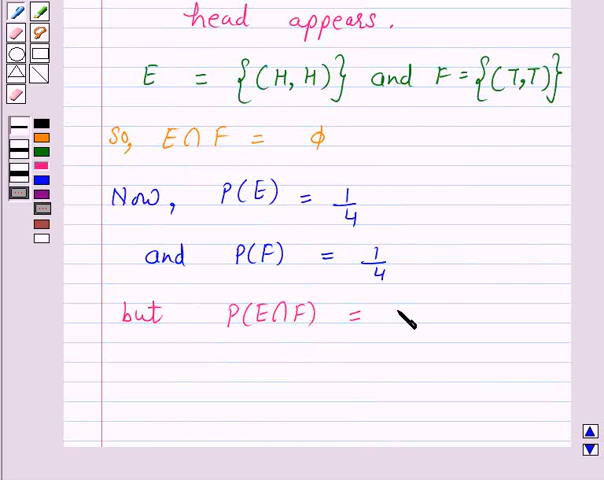 head appears.
E = {(H, H)} and F = {(T,T)}
So, E∩F = φ
Now, P(E) = 1/4
and P(F) = 1/4
but P(E∩F) =